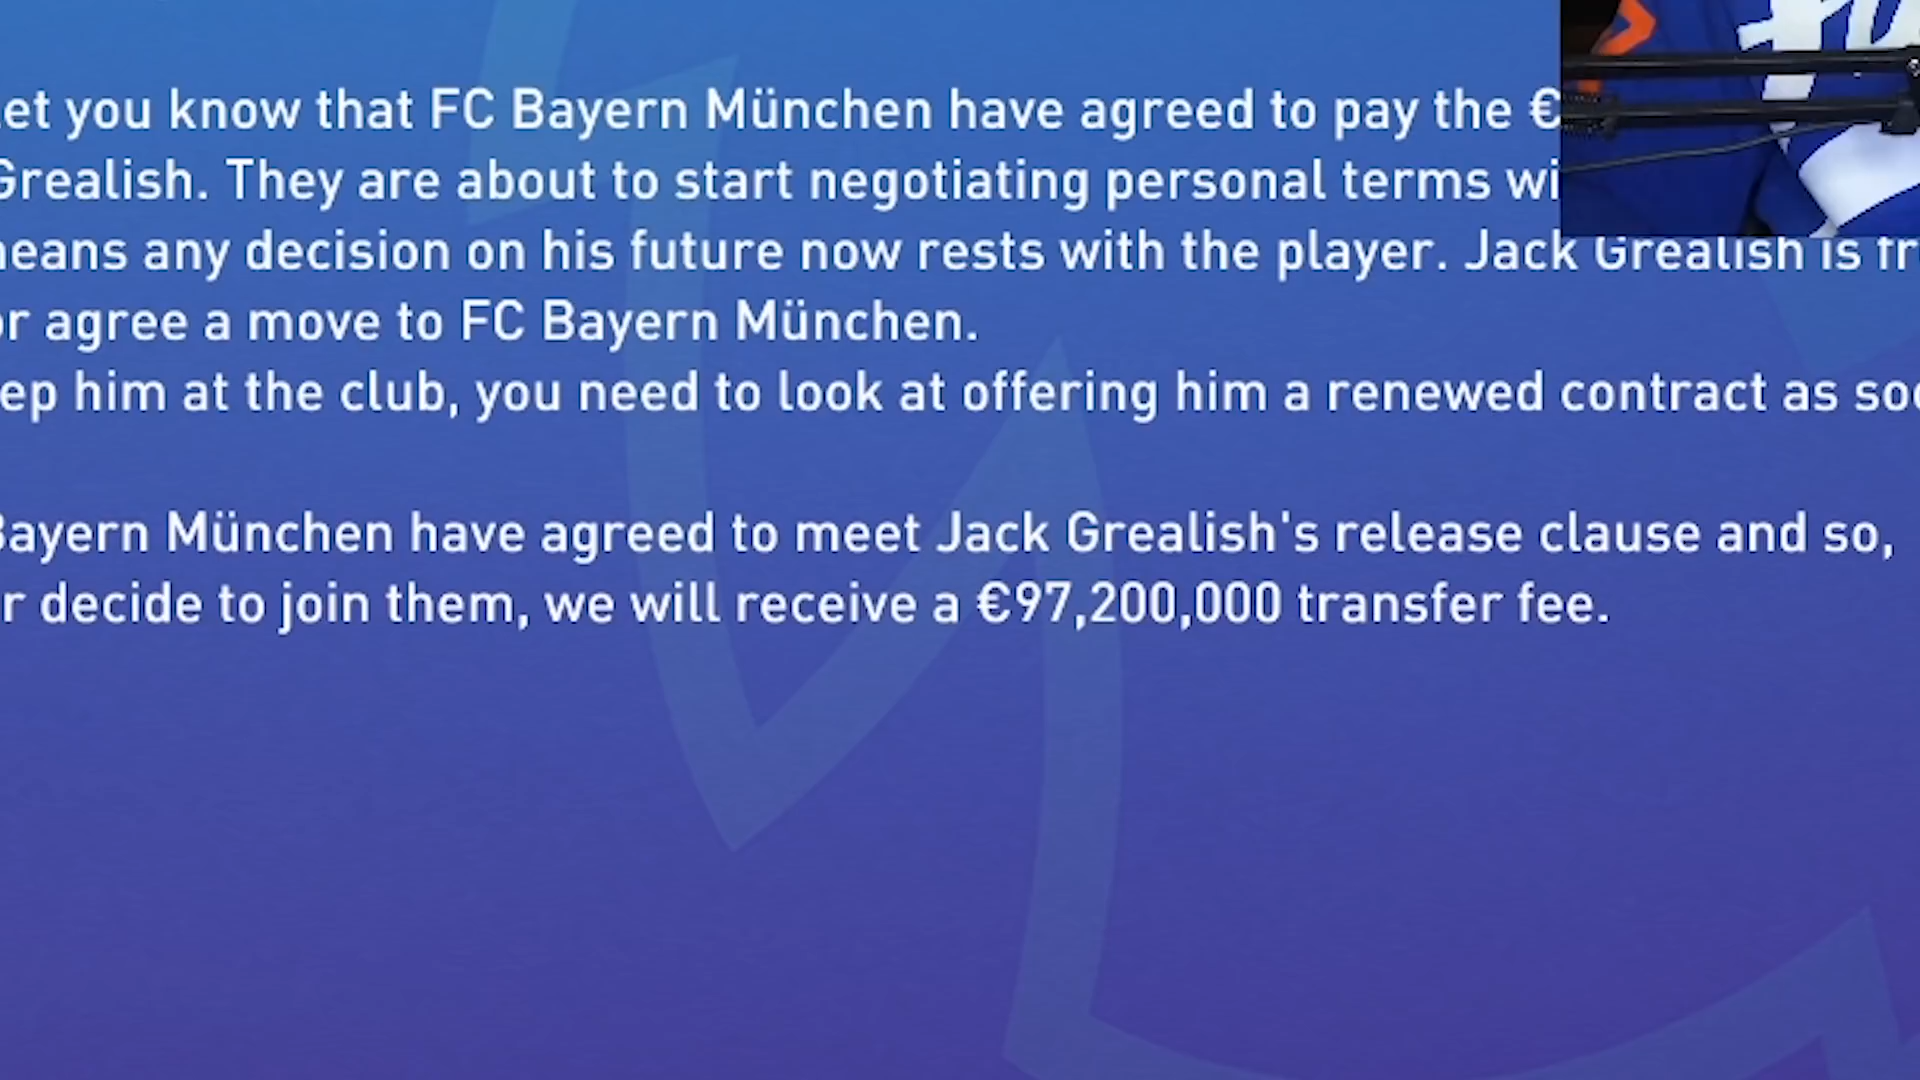 et you know that FC Bayern München have agreed to pay the €
Grealish. They are about to start negotiating personal terms wi
eans any decision on his future now rests with the player. Jack Grealish is fr
or agree a move to FC Bayern München.
ep him at the club, you need to look at offering him a renewed contract as soo
Bayern München have agreed to meet Jack Grealish's release clause and so,
r decide to join them, we will receive a €97,200,000 transfer fee.